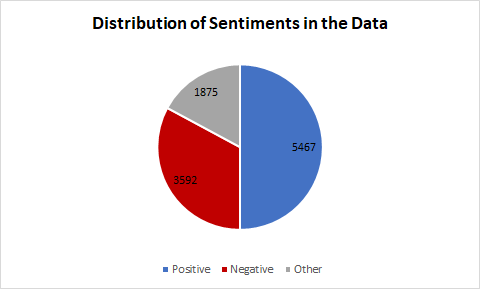 Distribution of Sentiments in the Data
1875
5467
3592
Positive Negative Other